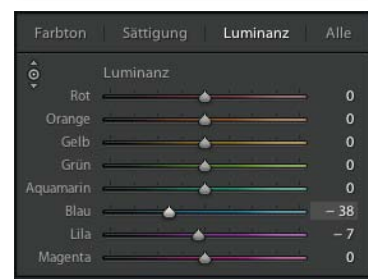 Farbton Sättigung Luminanz Alle
Luminanz
Rot 0
Orange 0
Gelb 0
Grün 0
Aquamarin 0
Blau – 38
Lila – 7
Magenta 0